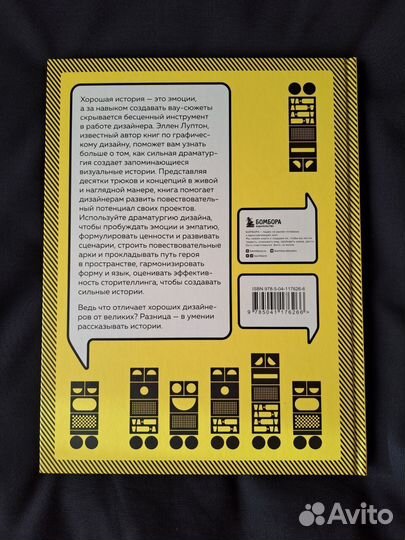 Хорошая история — это эмоции,
а за навыком создавать вау-сюжеты
скрывается бесценный инструмент
в работе дизайнера. Эллен Луптон,
известный автор книг по графичес-
кому дизайну, поможет вам узнать
больше о том, как сильная драматур-
гия создает запоминающиеся
визуальные истории. Представляя
десятки трюков и концепций в живой
и наглядной манере, книга помогает
дизайнерам развить повествователь-
ный потенциал своих проектов.
Используйте драматургию дизайна,
чтобы пробуждать эмоции и эмпатию,
формулировать ценности и развивать
сценарии, строить повествовательные
арки и прокладывать путь героя
в пространстве, гармонизировать
форму и язык, оценивать эффектив-
ность сторителлинга, чтобы создавать
сильные истории.
Ведь что отличает хороших дизайне-
ров от великих? Разница — в умении
рассказывать истории.
БОМБОРА
ИЗДАТЕЛЬСТВО
ISBN 978-5-04-117626-6
9 785041 176266 >
Avito